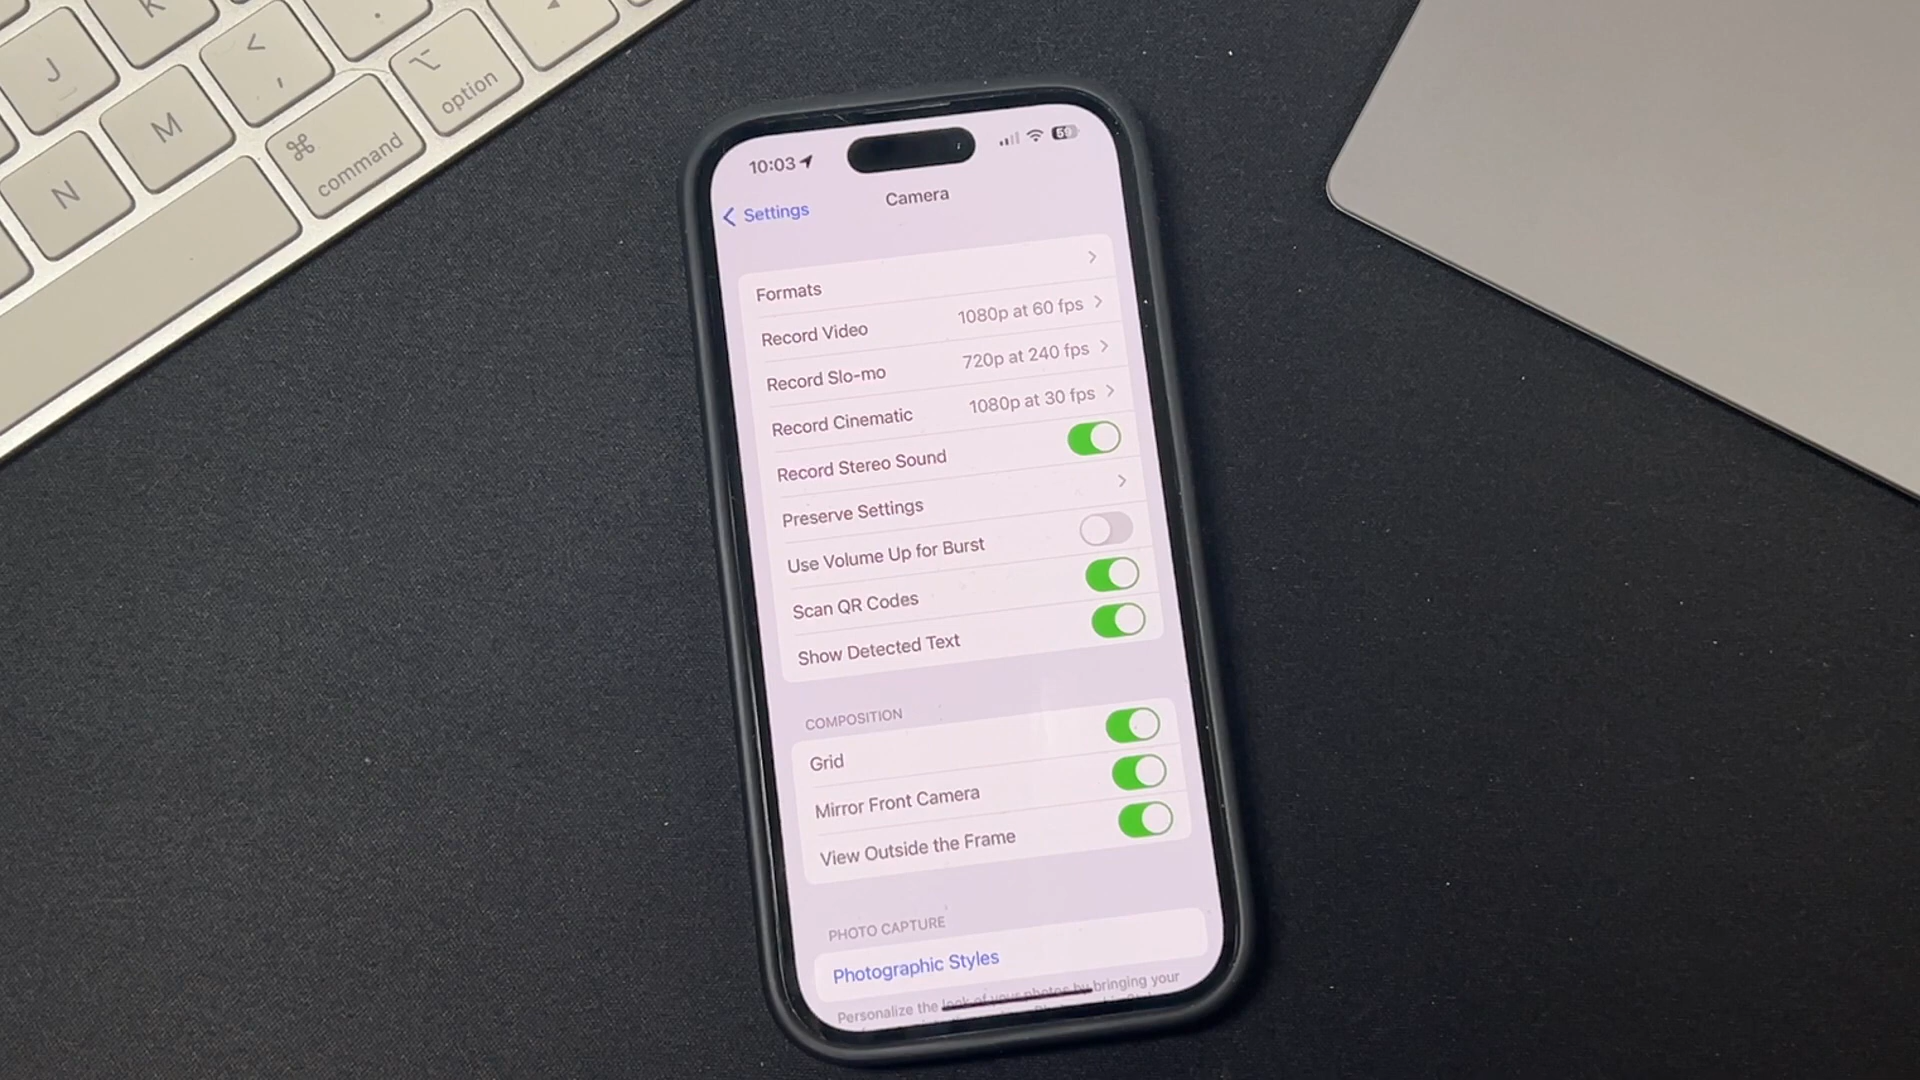 J
K
<
,
option
M
⌘
command
N
10:03
59
Settings
Camera
Formats
Record Video 1080p at 60 fps
Record Slo-mo 720p at 240 fps
Record Cinematic 1080p at 30 fps
Record Stereo Sound
Preserve Settings
Use Volume Up for Burst
Scan QR Codes
Show Detected Text
COMPOSITION
Grid
Mirror Front Camera
View Outside the Frame
PHOTO CAPTURE
Photographic Styles
Personalize the look of your photos by bringing your